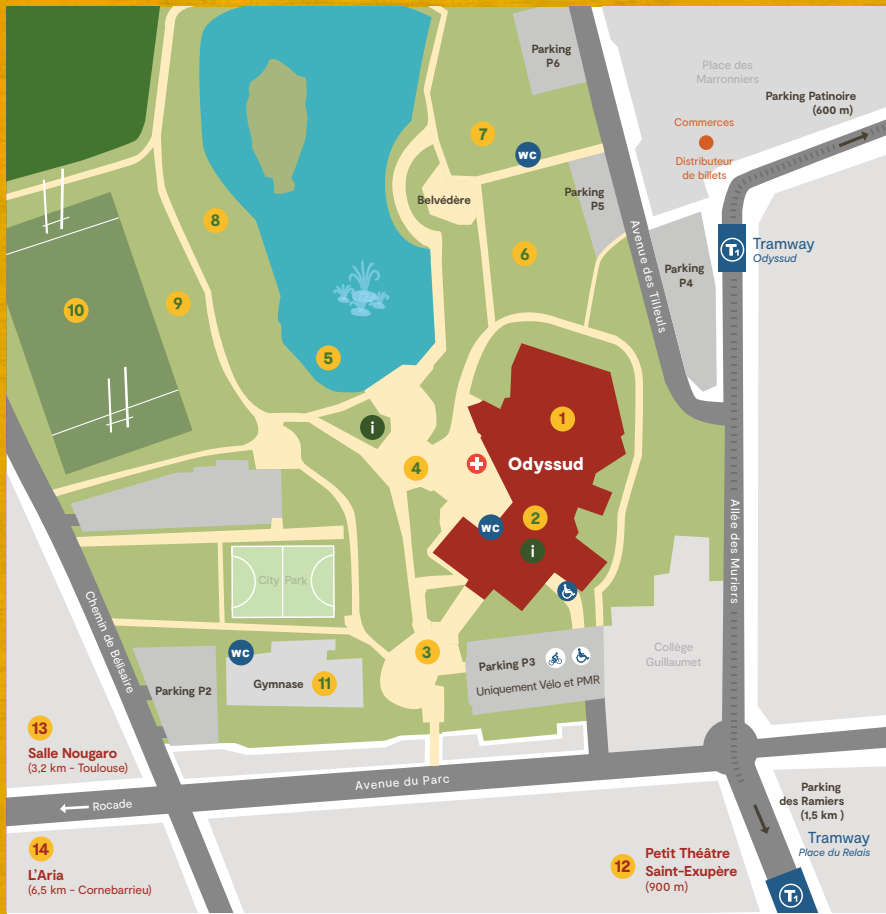 Parking
P6
Place des
Marronniers
Parking Patinoire
(600 m)
Commerces
Distributeur
de billets
7
WC
Belvédère
Parking
P5
8
6
Avenue des Tilleuls
T1
Tramway
Odyssud
Parking
P4
10
9
5
1
i
4
Odyssud
WC
2
i
Allée des Muriers
City Park
Chemin de Bélisaire
WC
3
Collège
Guillaumet
Parking P3
Uniquement Vélo et PMR
Parking P2
Gymnase
11
13
Salle Nougaro
(3,2 km - Toulouse)
Avenue du Parc
Rocade
Parking
des Ramiers
(1,5 km )
Tramway
Place du Relais
T1
14
L'Aria
(6,5 km - Cornebarrieu)
12
Petit Théâtre
Saint-Exupère
(900 m)